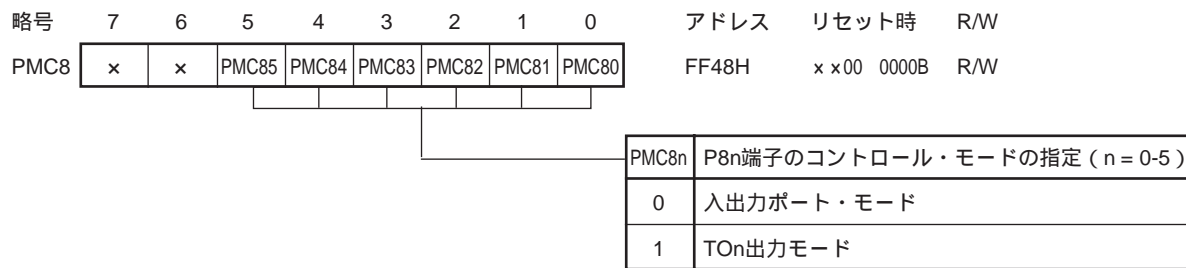 略号 7 6 5 4 3 2 1 0 アドレス リセット時 R/W
PMC8 × × PMC85 PMC84 PMC83 PMC82 PMC81 PMC80 FF48H ××00 0000B R/W
PMC8n P8n端子のコントロール・モードの指定(n = 0-5)
0 入出力ポート・モード
1 TOn出力モード